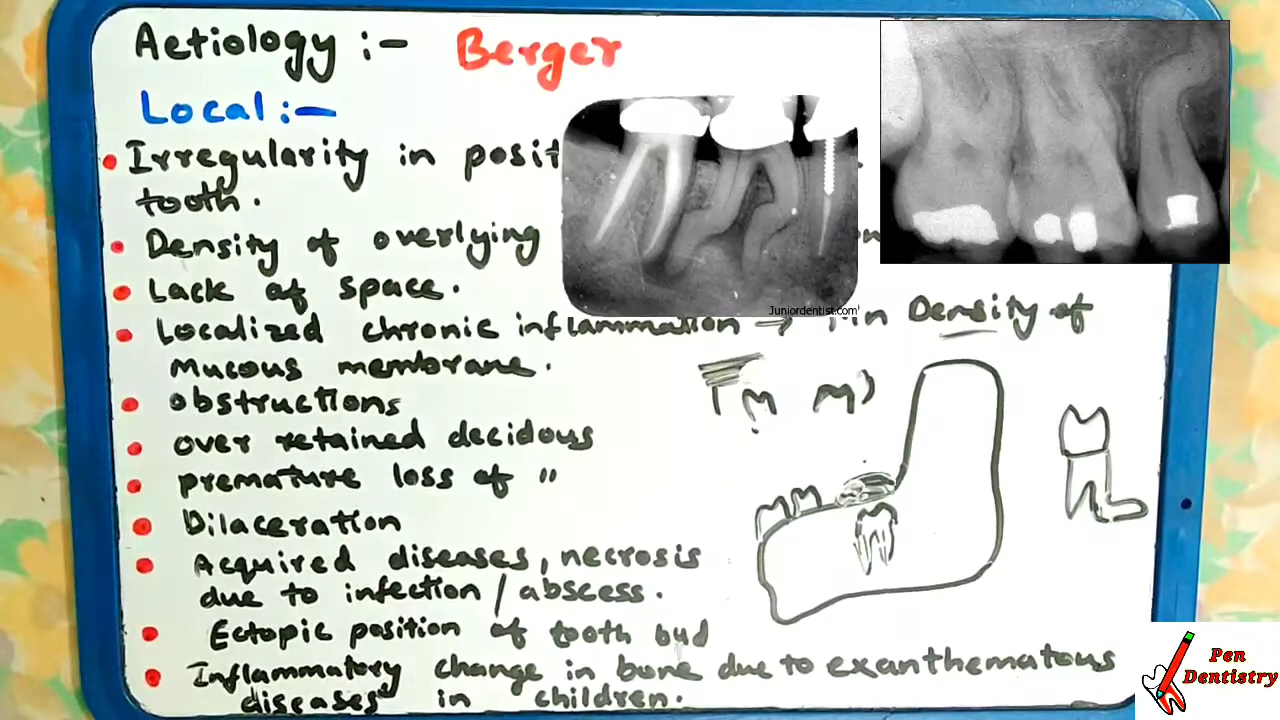 Aetiology :- Berger
Local :-
Irregularity in posit
tooth.
Density of overlying
Lack of space.
Localized chronic inflammation → in Density of
Mucous membrane.
obstructions
over retained decidous
premature loss of "
Dilaceration
Acquired diseases, necrosis
due to infection / abscess.
Ectopic position of tooth bud
Inflammatory change in bone due to exanthematous
diseases in children.
Juniordentist.com
Pen
Dentistry